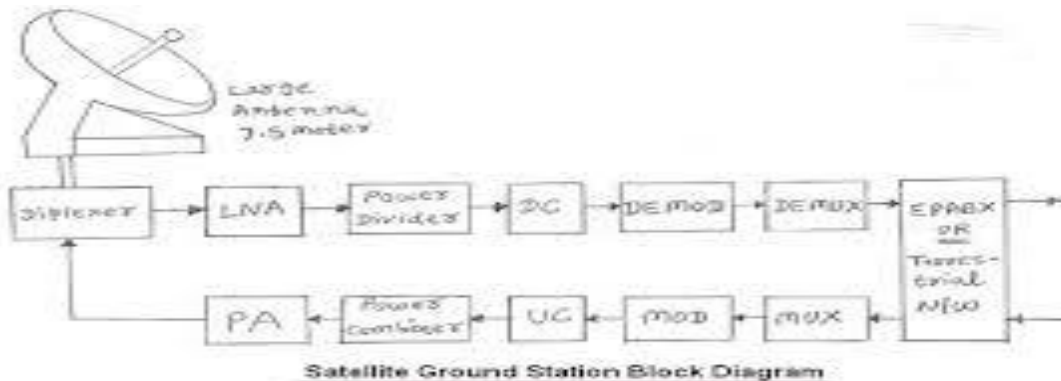 Large
Antenna
7.5 meter
Diplexer
LNA
Power
Divider
DC
DEMOD
DEMUX
EPABX
OR
Terres-
trial
N/W
PA
Power
Combiner
UC
MOD
MUX
Satellite Ground Station Block Diagram